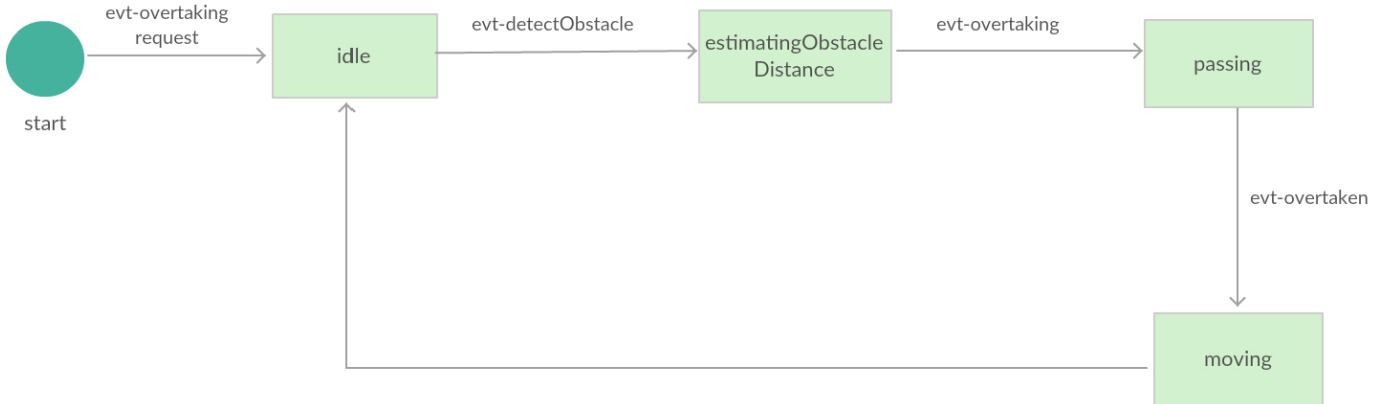 evt-overtaking
request
idle
evt-detectObstacle
estimatingObstacle
Distance
evt-overtaking
passing
start
evt-overtaken
moving